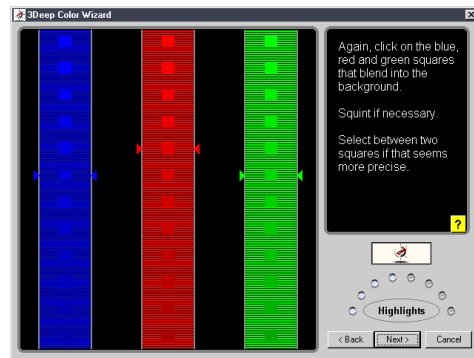 3Deep Color Wizard
Again, click on the blue,
red and green squares
that blend into the
background.
Squint if necessary.
Select between two
squares if that seems
more precise.
?
Highlights
< Back
Next >
Cancel